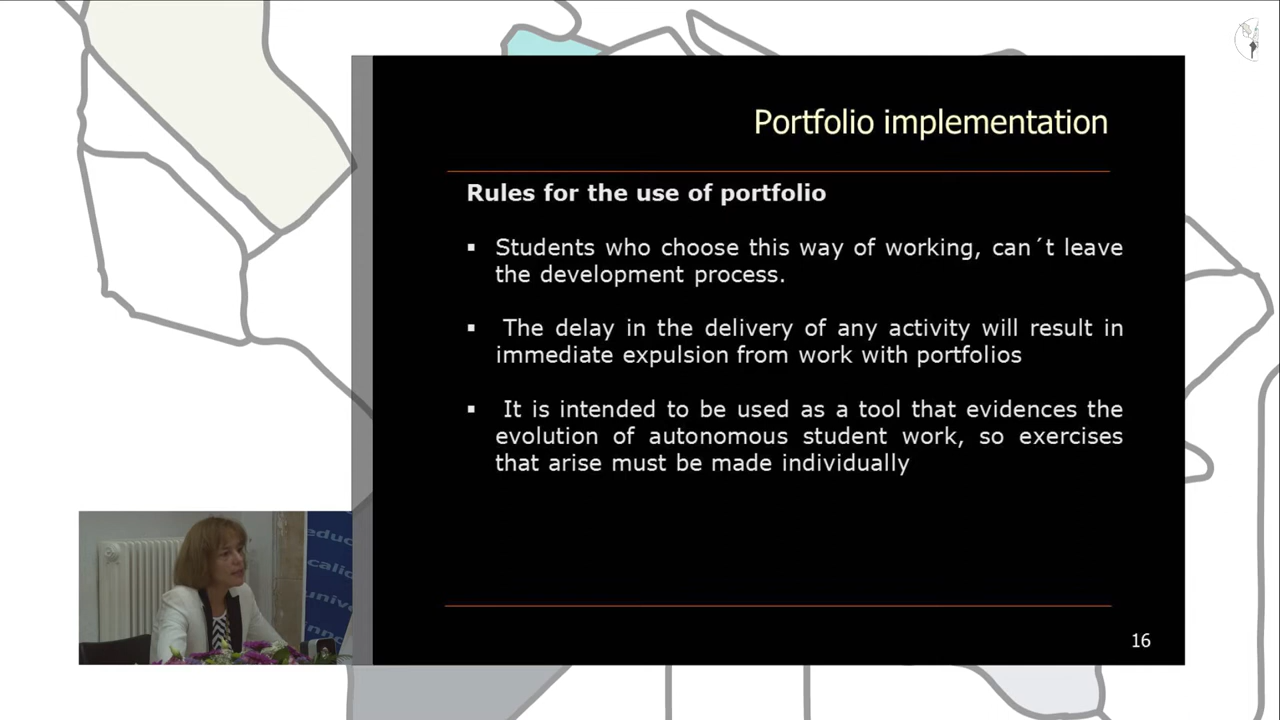 Portfolio implementation
Rules for the use of portfolio
▪ Students who choose this way of working, can´t leave
the development process.
▪ The delay in the delivery of any activity will result in
immediate expulsion from work with portfolios
▪ It is intended to be used as a tool that evidences the
evolution of autonomous student work, so exercises
that arise must be made individually
16